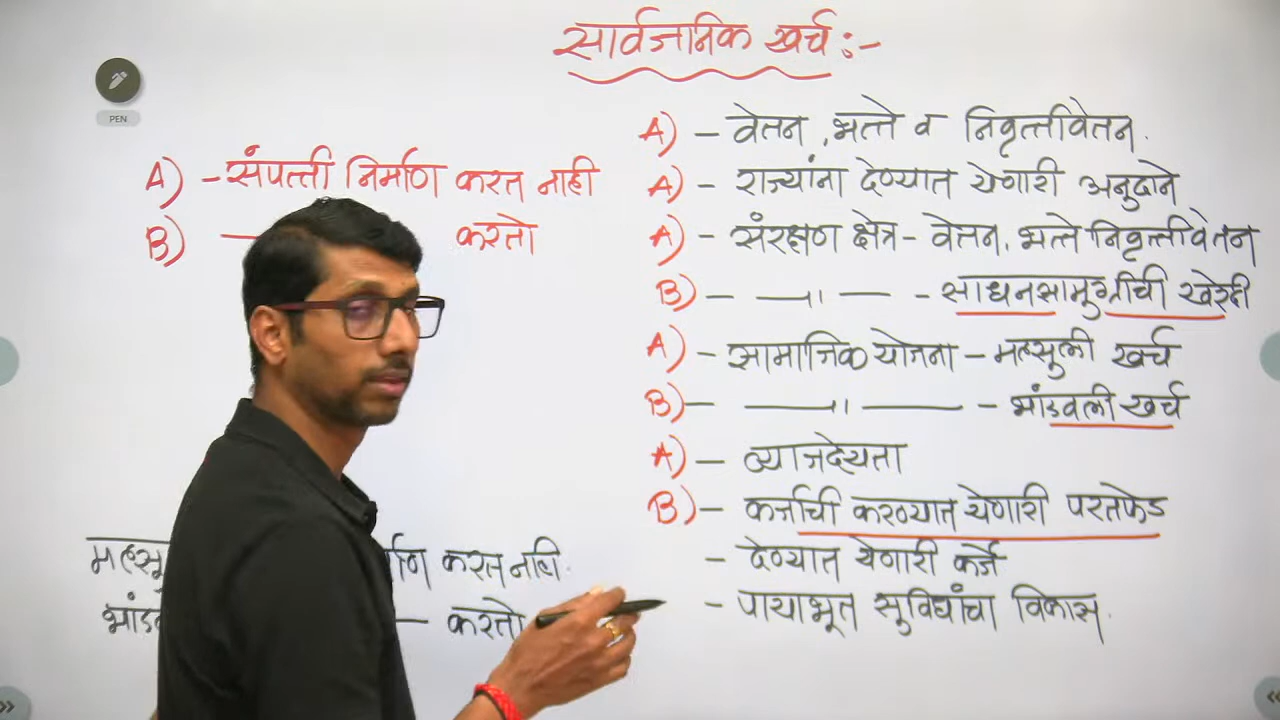 सार्वजनिक खर्च :-
PEN
A) - संपत्ती निर्माण करत नाही
B) — करतो
A) - वेतन, भत्ते व निवृत्तीवेतन.
A) - राज्यांना देण्यात येणारी अनुदाने
A) - संरक्षण क्षेत्र - वेतन, भत्ते निवृत्तीवेतन
B) - —"— - साधनसामुग्रीची खरेदी
A) - सामाजिक योजना - महसुली खर्च
B) - —"— - भांडवली खर्च
A) - व्याजदेयता
B) - कर्जाची करण्यात येणारी परतफेड
- देण्यात येणारी कर्जे
- पायाभूत सुविधांचा विकास.
करत नाही.
— करतो